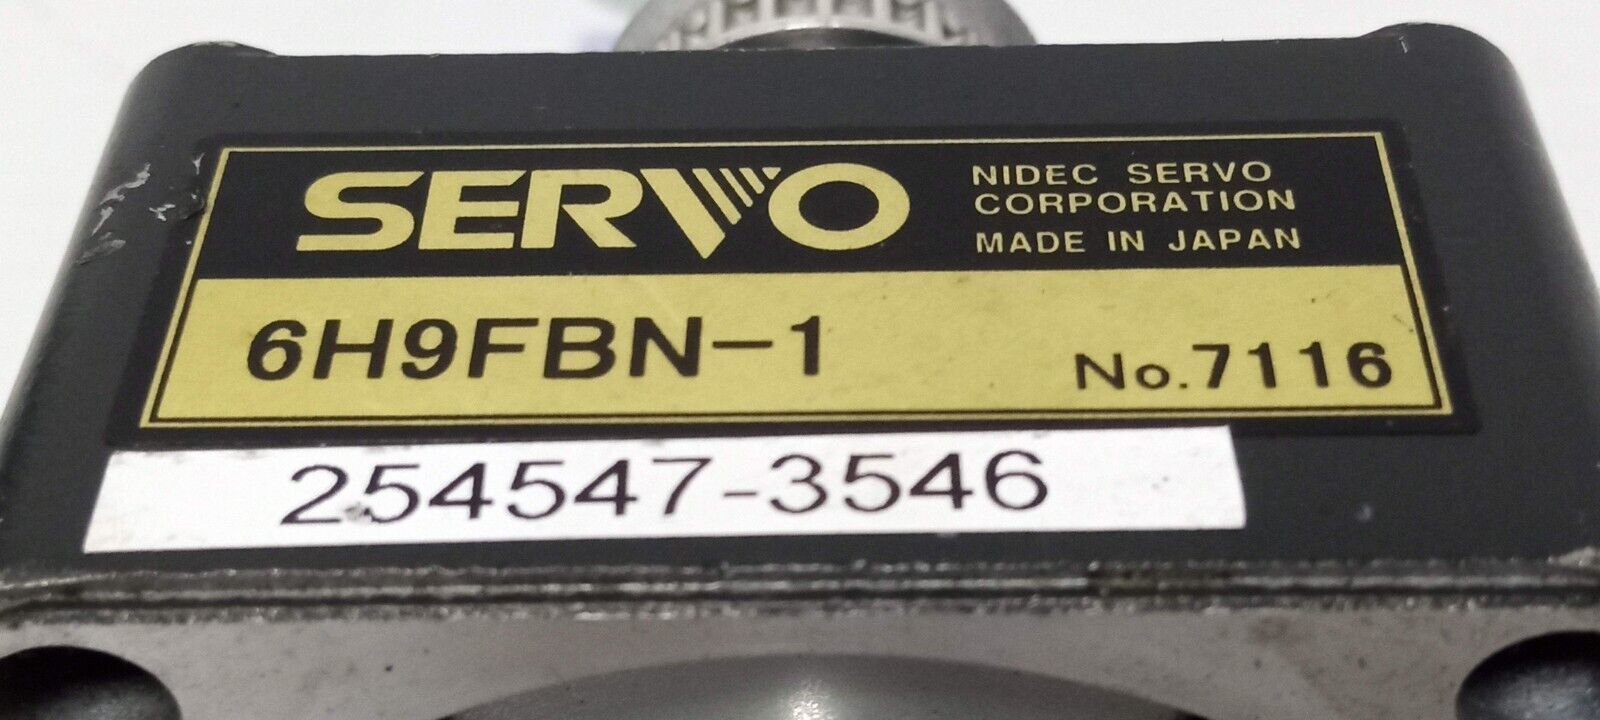 SERVO
NIDEC SERVO
CORPORATION
MADE IN JAPAN
6H9FBN-1
No.7116
254547-3546